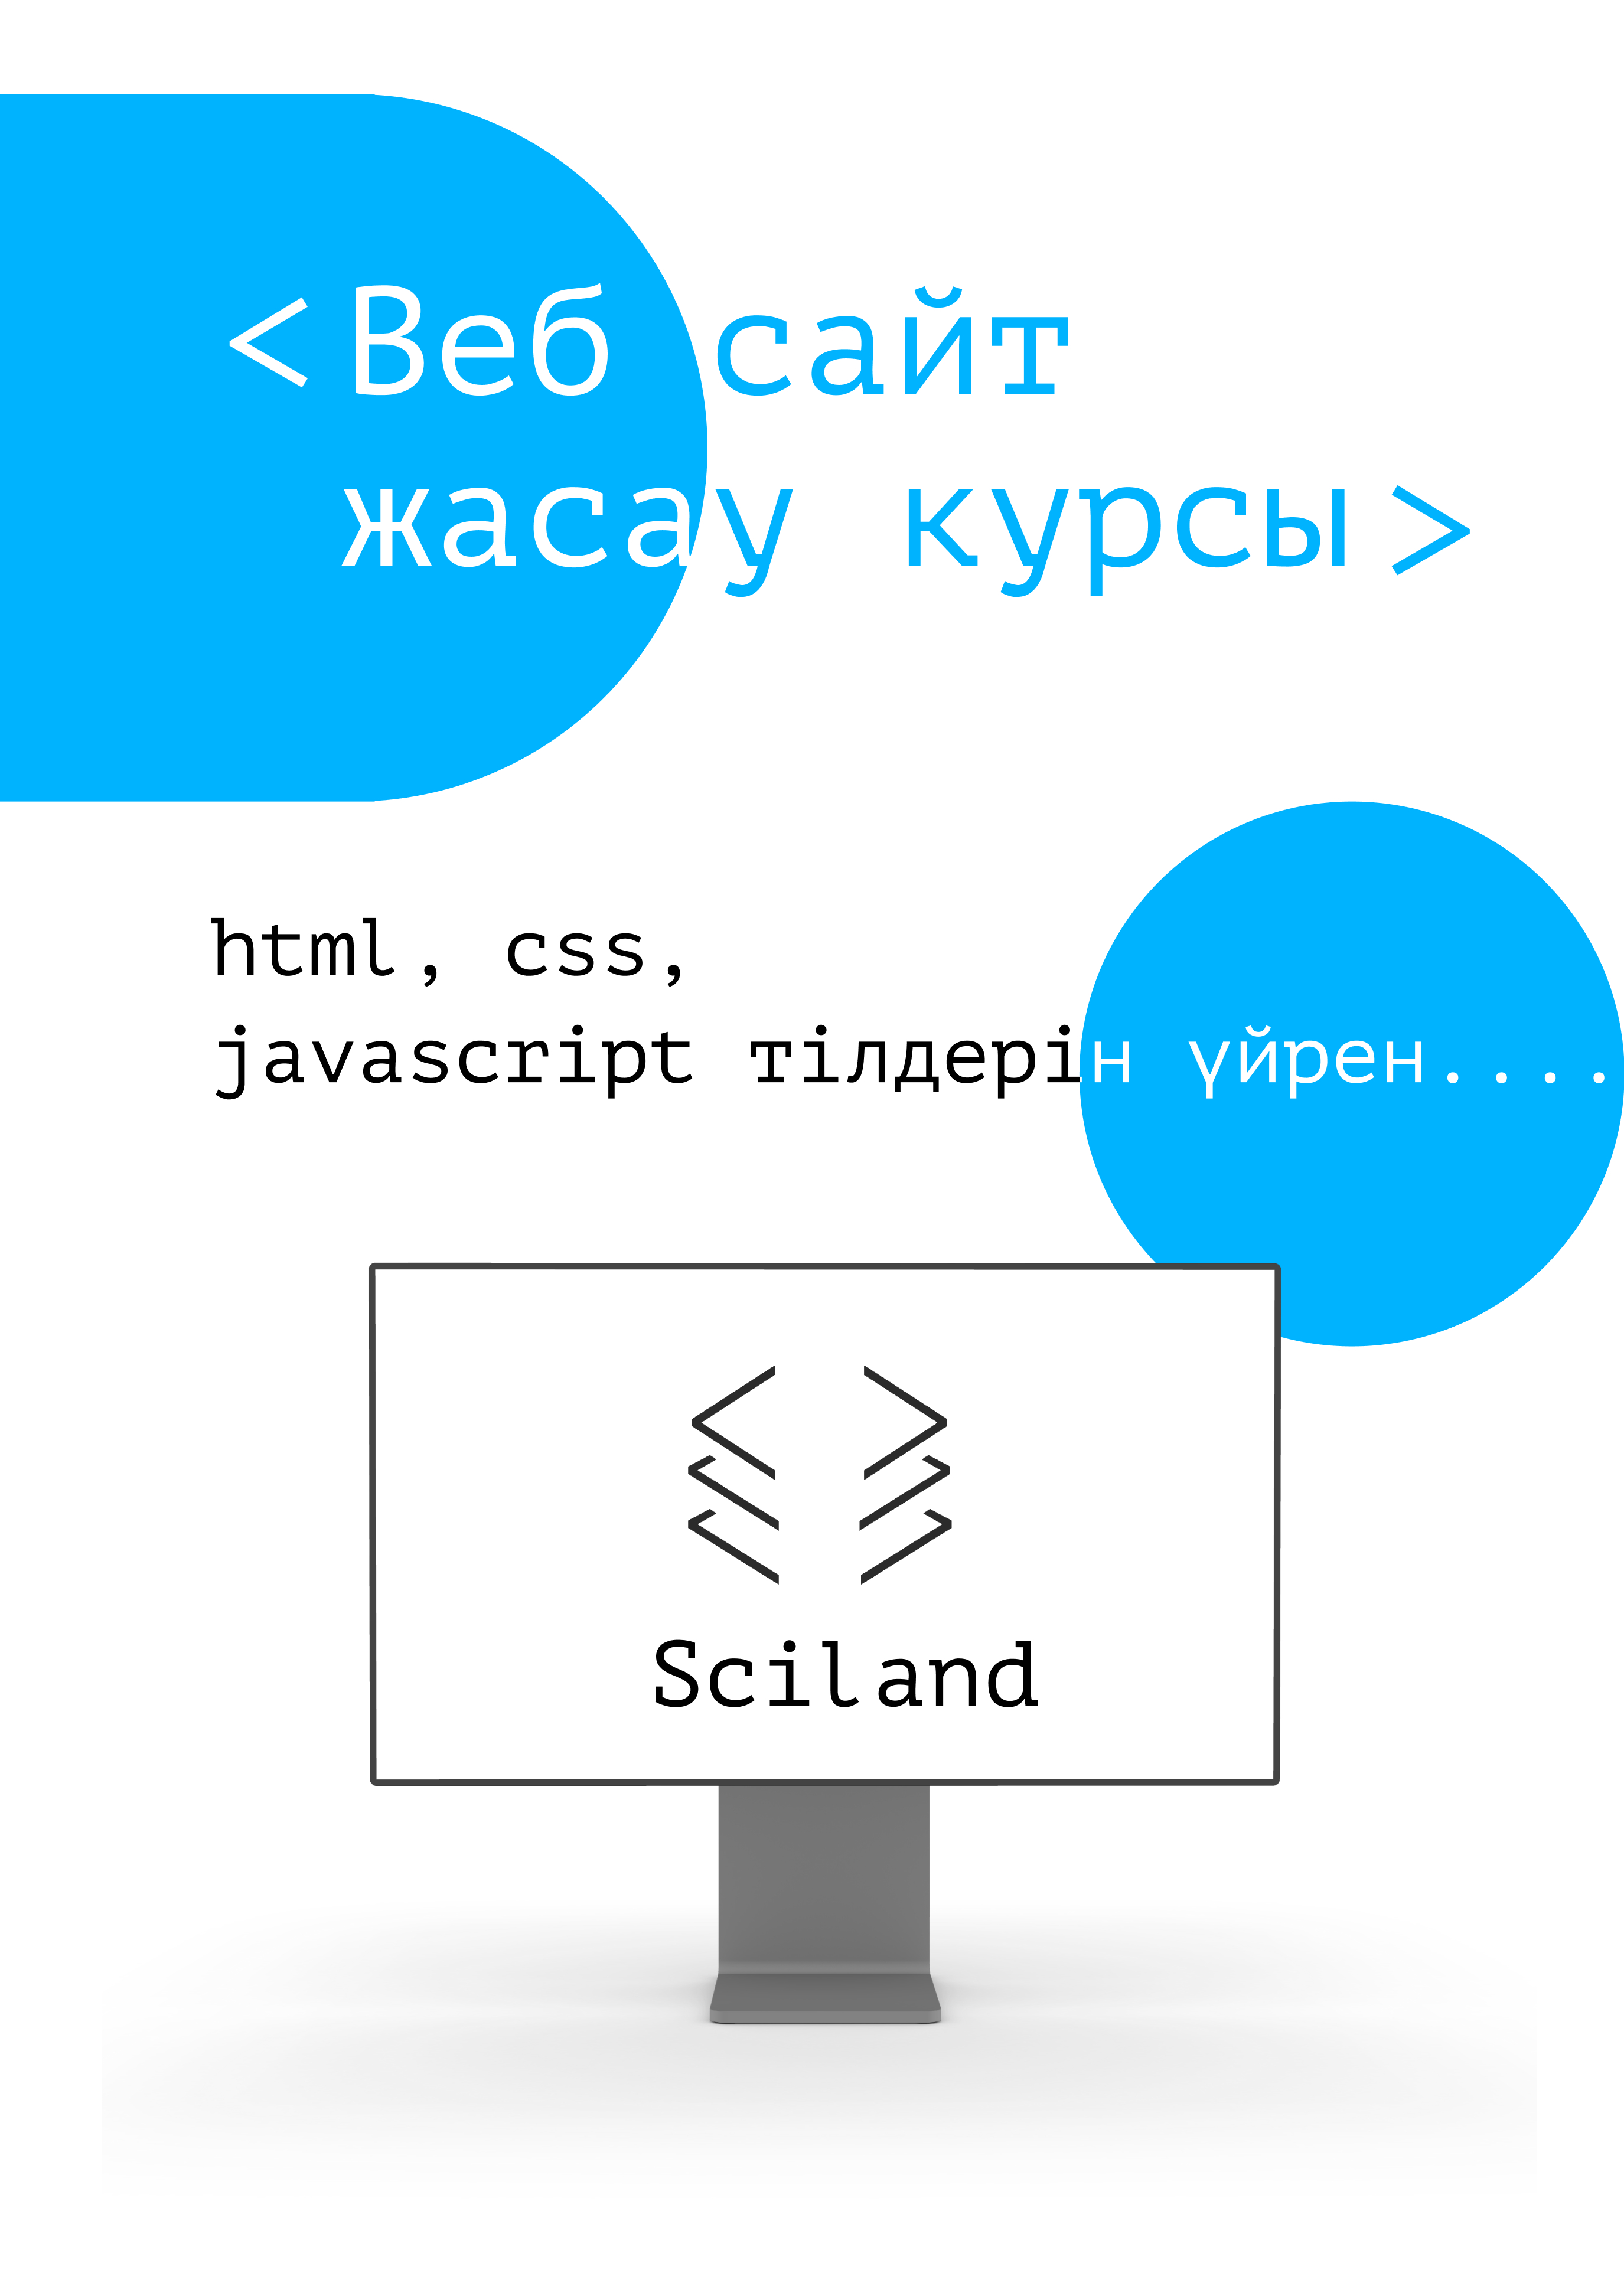 <Веб сайт
жасау курсы>
html, css,
javascript тілдерін үйрен....
Sciland